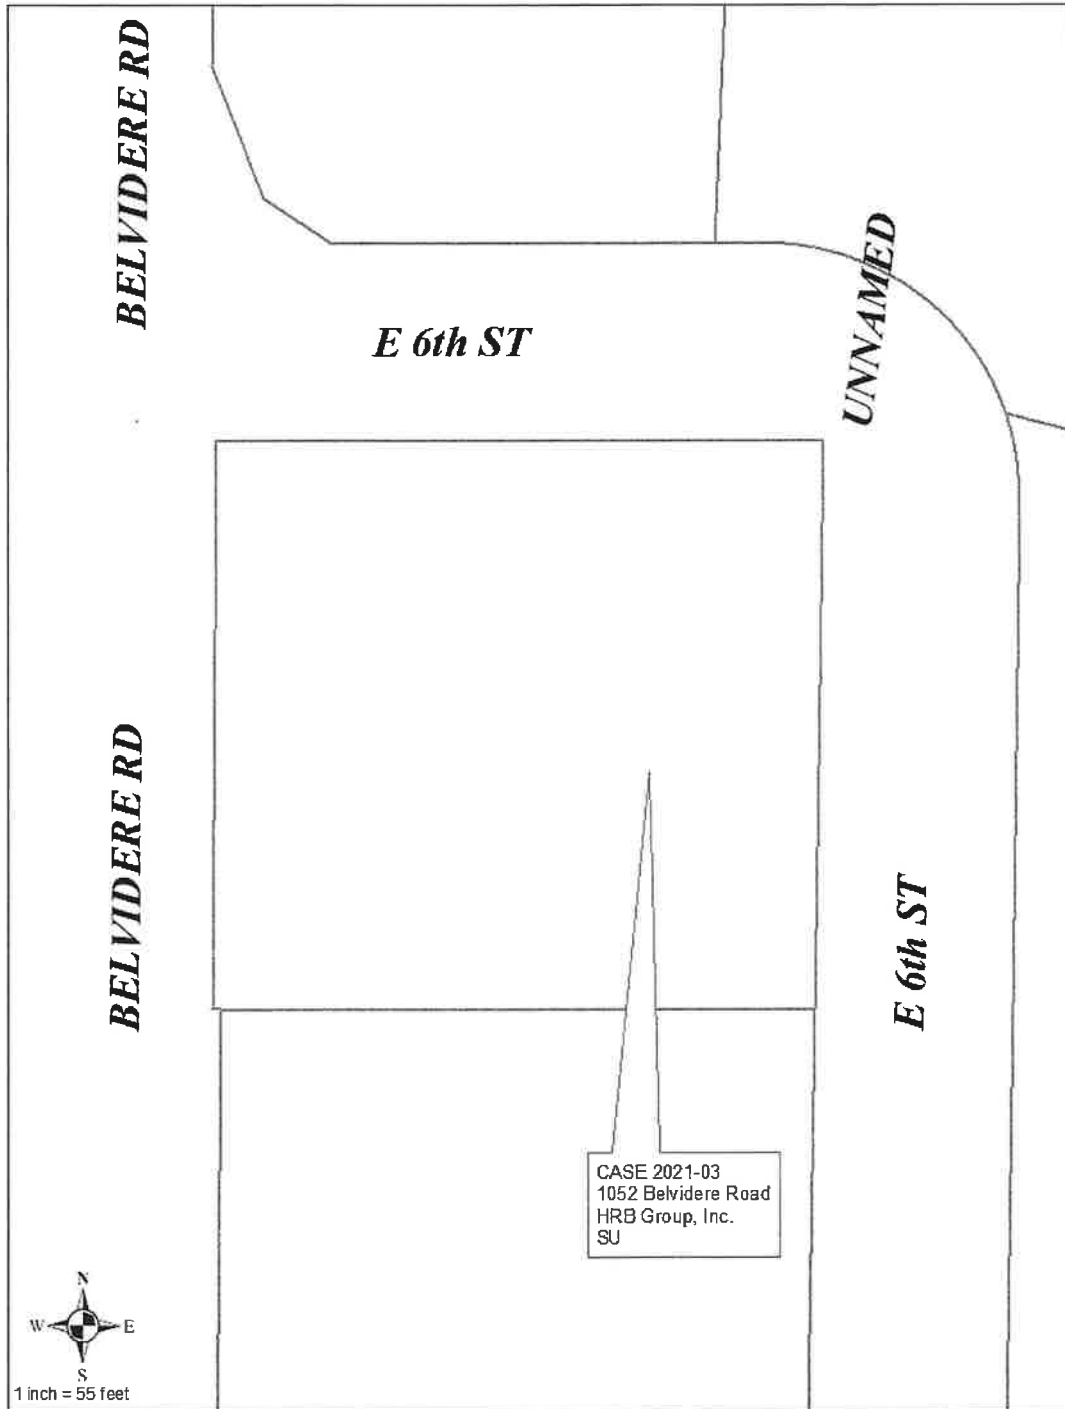 BELVIDERE RD
UNNAMED
E 6th ST
BELVIDERE RD
E 6th ST
CASE 2021-03
1052 Belvidere Road
HRB Group, Inc.
SU
N
W E
S
1 inch = 55 feet